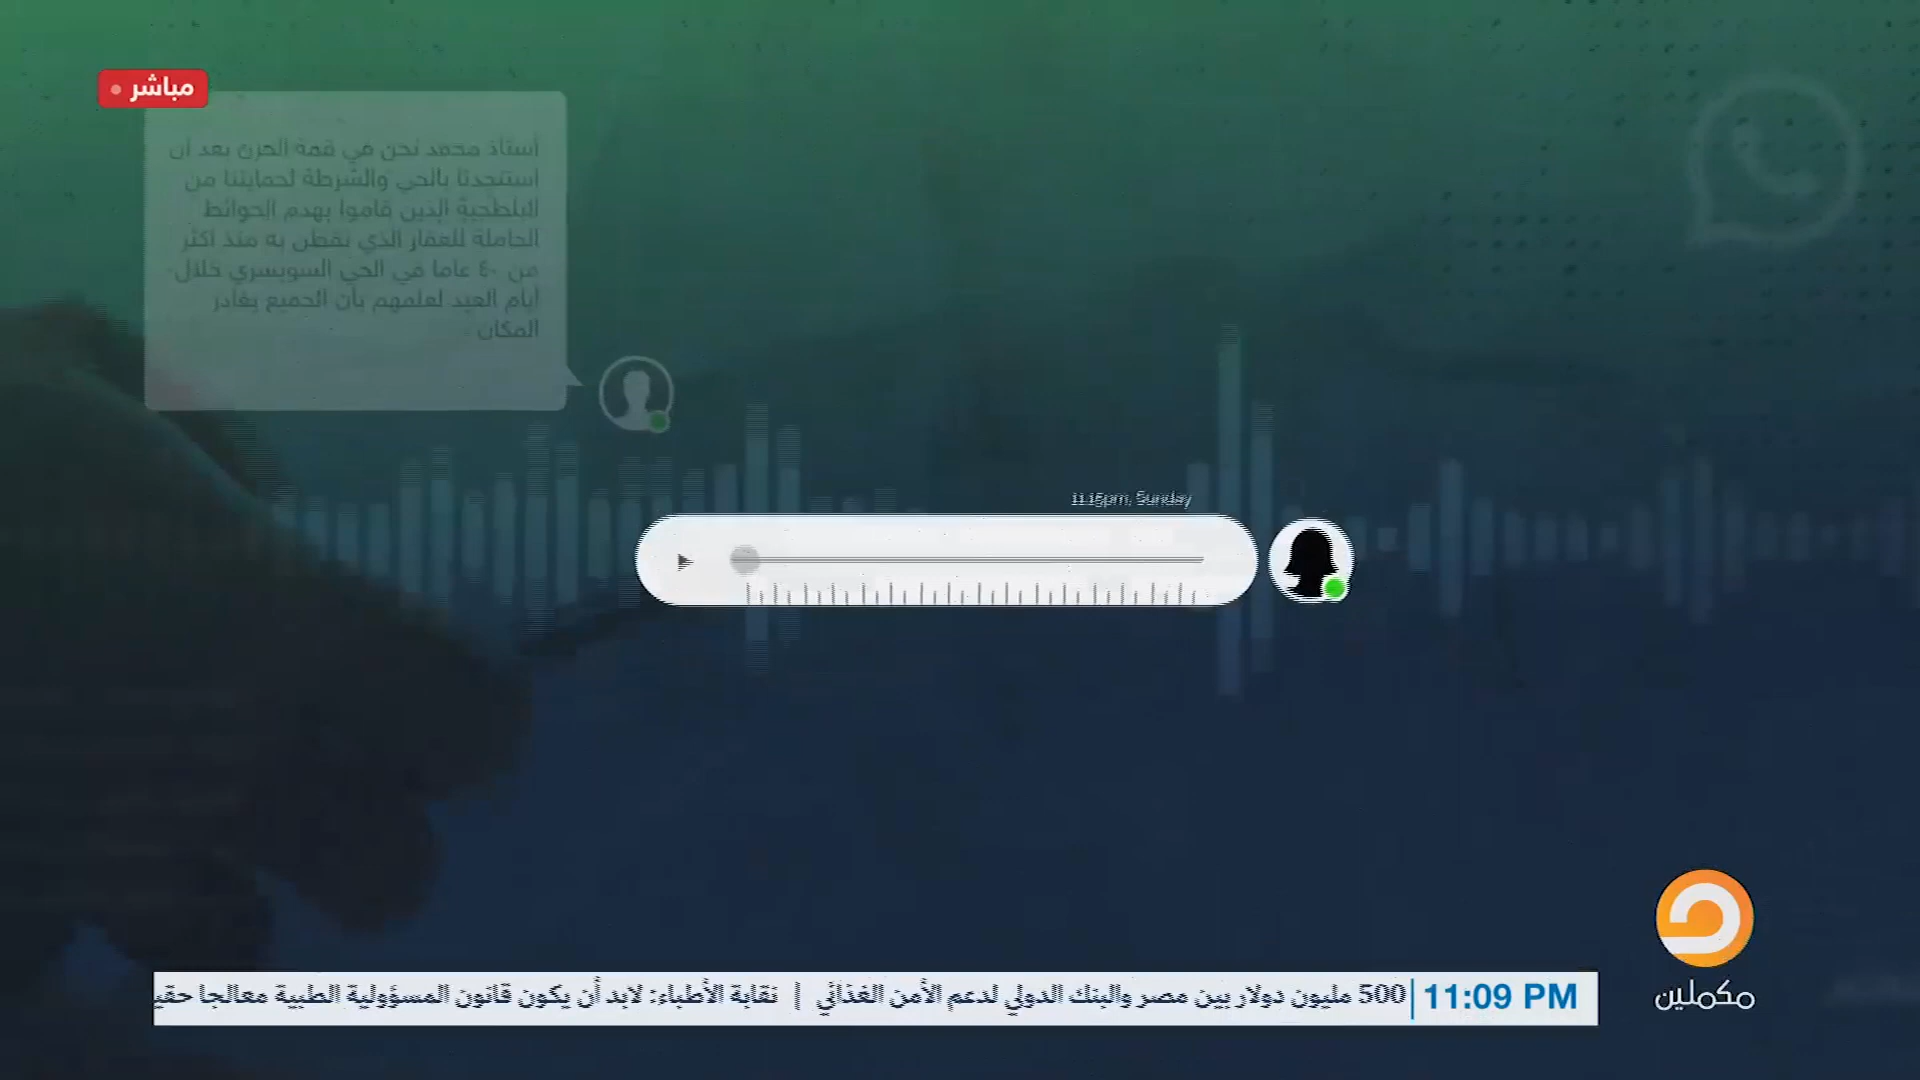 مباشر
أستاذ محمد نحن في قمة الحزن بعد أن
استنجدنا بالحي والشرطة لحمايتنا من
البلطجية الذين قاموا بهدم الحوائط
الحاملة للعقار الذي نقطن به منذ أكثر
من ٤٠ عاما في الحي السويسري خلال
أيام العيد لعلمهم بأن الجميع يغادر
المكان
11:15pm, Sunday
11:09 PM
500 مليون دولار بين مصر والبنك الدولي لدعم الأمن الغذائي | نقابة الأطباء: لابد أن يكون قانون المسؤولية الطبية معالجا حقي
مكملين